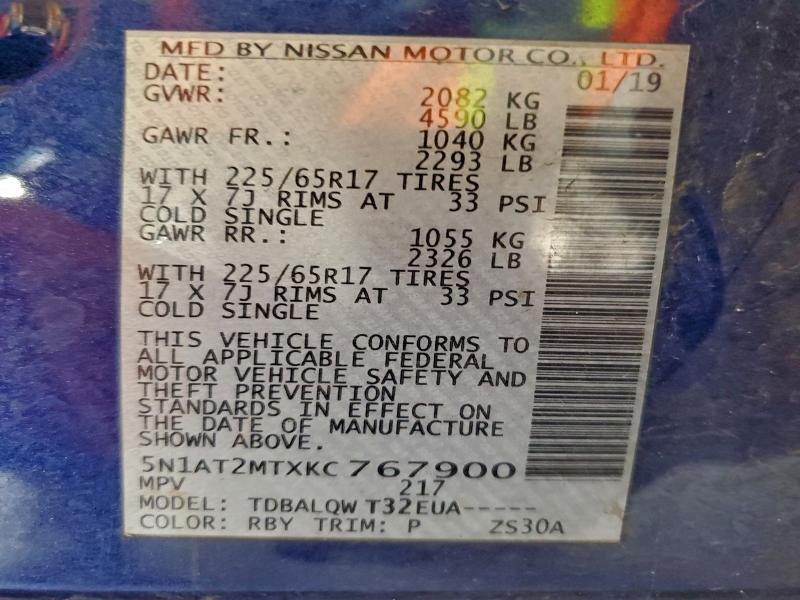 MFD BY NISSAN MOTOR CO., LTD.
DATE: 01/19
GVWR: 2082 KG
4590 LB
GAWR FR.: 1040 KG
2293 LB
WITH 225/65R17 TIRES
17 X 7J RIMS AT 33 PSI
COLD SINGLE
GAWR RR.: 1055 KG
2326 LB
WITH 225/65R17 TIRES
17 X 7J RIMS AT 33 PSI
COLD SINGLE
THIS VEHICLE CONFORMS TO
ALL APPLICABLE FEDERAL
MOTOR VEHICLE SAFETY AND
THEFT PREVENTION
STANDARDS IN EFFECT ON
THE DATE OF MANUFACTURE
SHOWN ABOVE.
5N1AT2MTXKC767900
MPV 217
MODEL: TDBALQW T32EUA-----
COLOR: RBY TRIM: P ZS30A